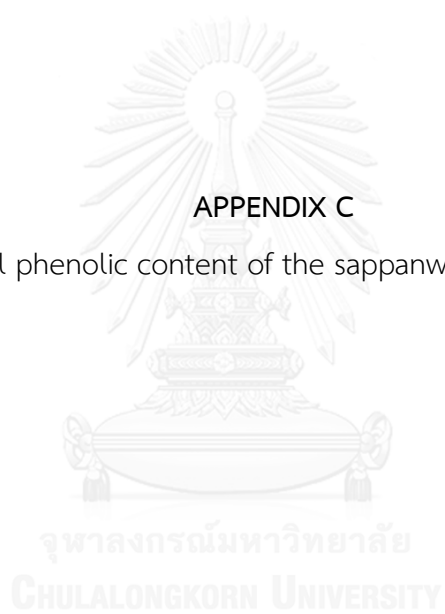 APPENDIX C
l phenolic content of the sappanw
จุฬาลงกรณ์มหาวิทยาลัย
CHULALONGKORN UNIVERSITY